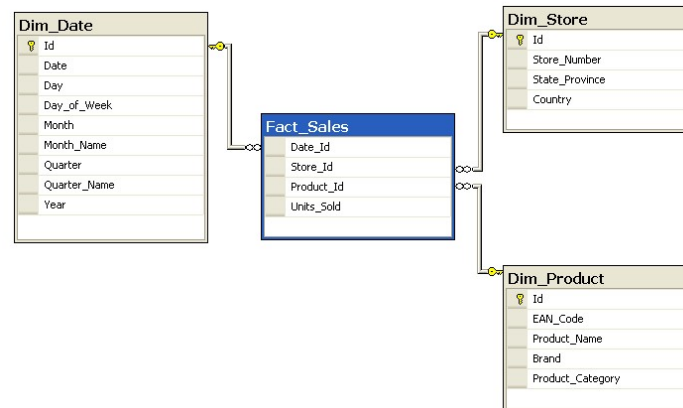 Dim_Date
Id
Date
Day
Day_of_Week
Month
Month_Name
Quarter
Quarter_Name
Year
Fact_Sales
Date_Id
Store_Id
Product_Id
Units_Sold
Dim_Store
Id
Store_Number
State_Province
Country
Dim_Product
Id
EAN_Code
Product_Name
Brand
Product_Category